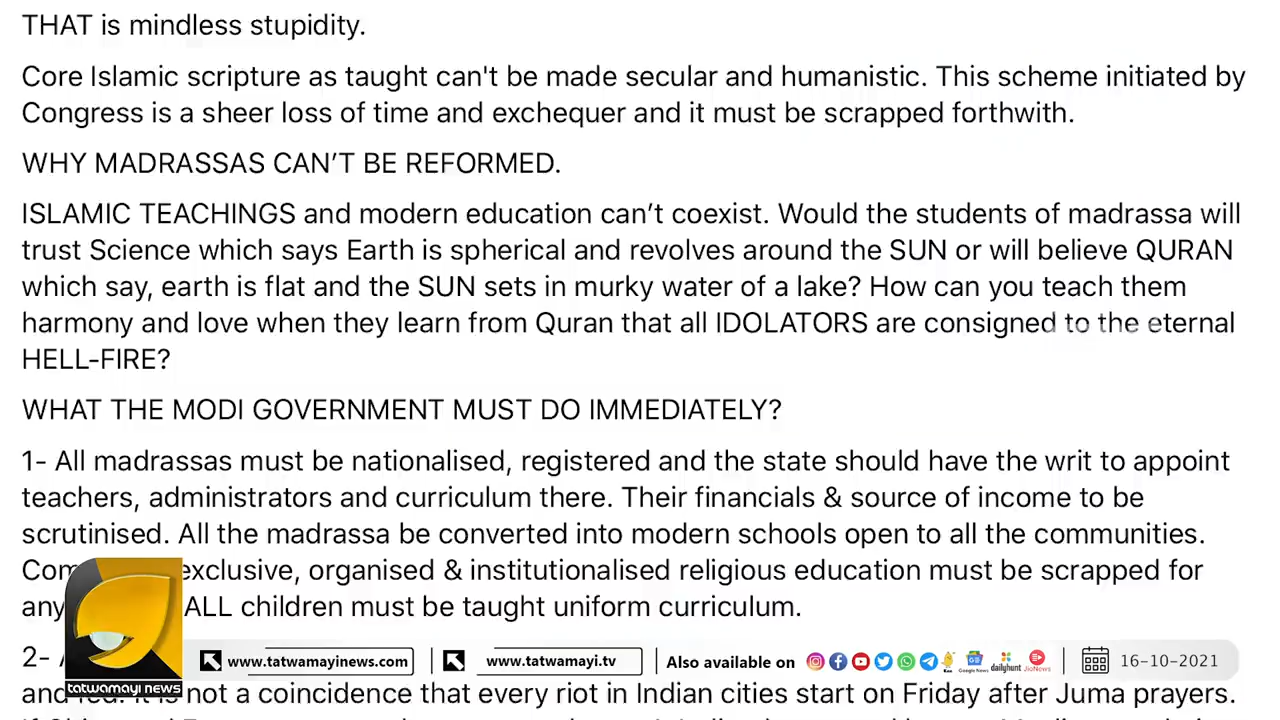 THAT is mindless stupidity.
Core Islamic scripture as taught can't be made secular and humanistic. This scheme initiated by
Congress is a sheer loss of time and exchequer and it must be scrapped forthwith.
WHY MADRASSAS CAN'T BE REFORMED.
ISLAMIC TEACHINGS and modern education can't coexist. Would the students of madrassa will
trust Science which says Earth is spherical and revolves around the SUN or will believe QURAN
which say, earth is flat and the SUN sets in murky water of a lake? How can you teach them
harmony and love when they learn from Quran that all IDOLATORS are consigned to the eternal
HELL-FIRE?
WHAT THE MODI GOVERNMENT MUST DO IMMEDIATELY?
1- All madrassas must be nationalised, registered and the state should have the writ to appoint
teachers, administrators and curriculum there. Their financials & source of income to be
scrutinised. All the madrassa be converted into modern schools open to all the communities.
exclusive, organised & institutionalised religious education must be scrapped for
any ALL children must be taught uniform curriculum.
2-
www.tatwamayinews.com www.tatwamayi.tv Also available on Koo Google News dailyhunt JioNews 16-10-2021
tatwamayi news
not a coincidence that every riot in Indian cities start on Friday after Juma prayers.